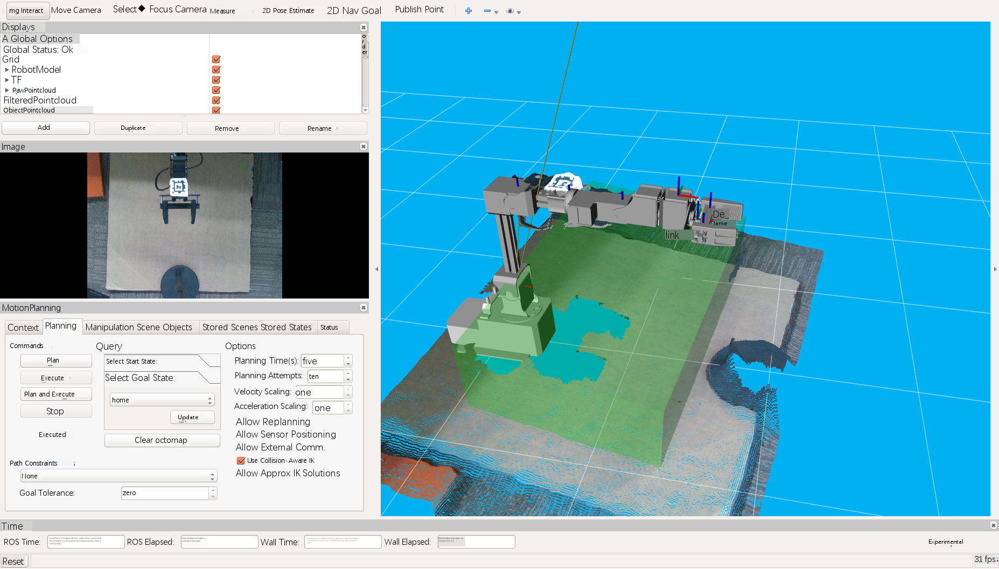 mg Interact Move Camera Select Focus Camera Measure 2D Pose Estimate 2D Nav Goal Publish Point
Displays
A Global Options
Global Status: Ok
Grid
RobotModel
TF
RawPointcloud
FilteredPointcloud
ObjectPointcloud
Add Duplicate Remove Rename
Image
MotionPlanning
Context Planning Manipulation Scene Objects Stored Scenes Stored States Status
Commands
Plan
Execute
Plan and Execute
Stop
Executed
Query
Select Start State:
Select Goal State:
home
Update
Clear octomap
Options
Planning Time(s): five
Planning Attempts: ten
Velocity Scaling: one
Acceleration Scaling: one
Allow Replanning
Allow Sensor Positioning
Allow External Comm.
Use Collision-Aware IK
Allow Approx IK Solutions
Path Constraints
None
Goal Tolerance: zero
De_
fame
link
Time
ROS Time: ROS Elapsed: Wall Time: Wall Elapsed: Experimental
Reset
31 fps